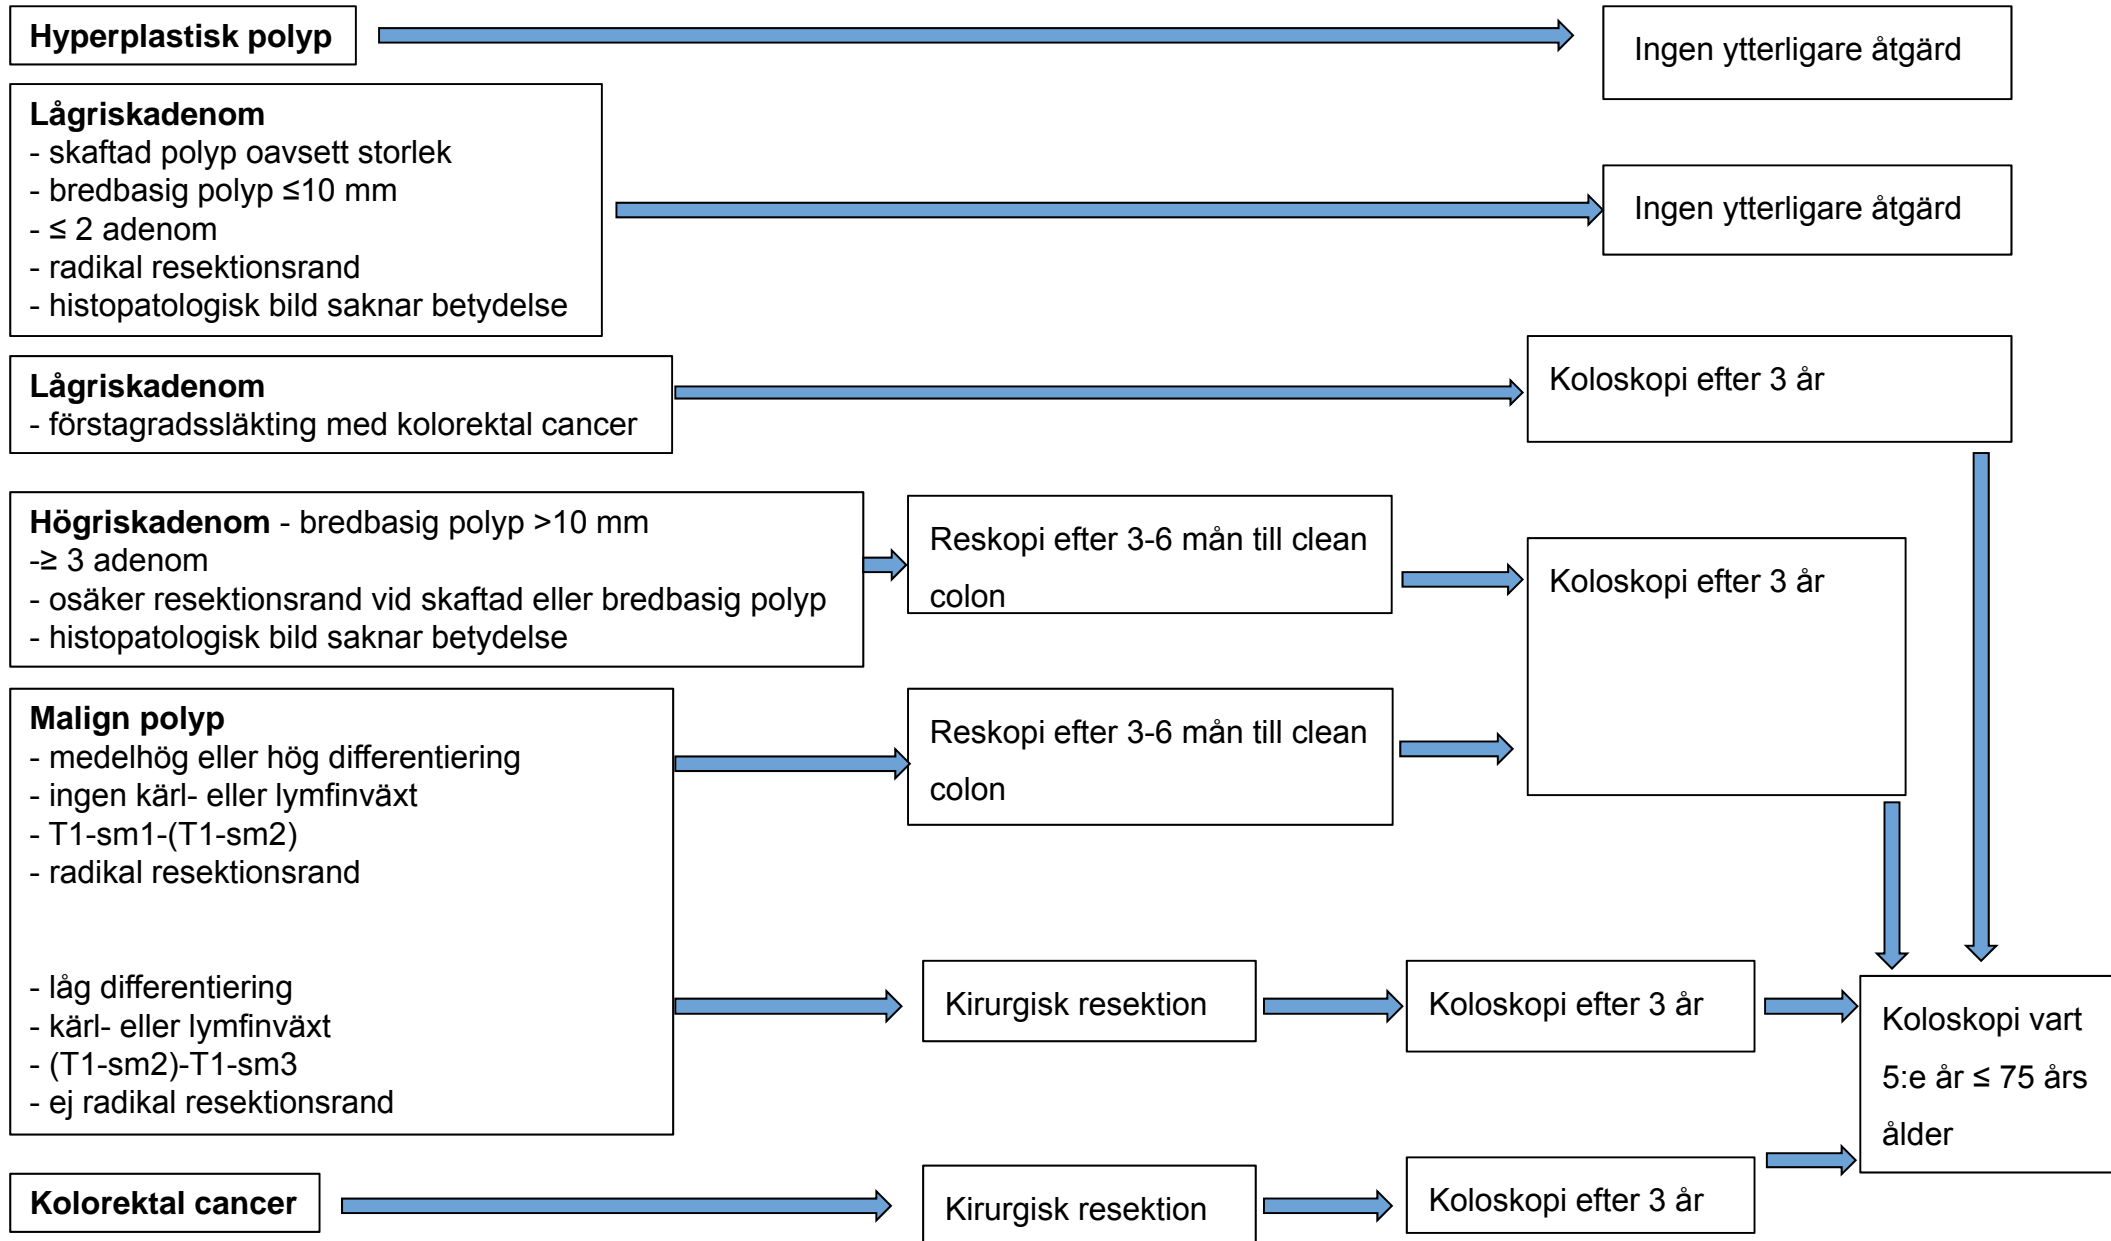 Hyperplastisk polyp
Ingen ytterligare åtgärd
Lågriskadenom
- skaftad polyp oavsett storlek
- bredbasig polyp ≤10 mm
- ≤ 2 adenom
- radikal resektionsrand
- histopatologisk bild saknar betydelse
Ingen ytterligare åtgärd
Lågriskadenom
- förstagradssläkting med kolorektal cancer
Koloskopi efter 3 år
Högriskadenom - bredbasig polyp >10 mm
-≥ 3 adenom
- osäker resektionsrand vid skaftad eller bredbasig polyp
- histopatologisk bild saknar betydelse
Reskopi efter 3-6 mån till clean
colon
Koloskopi efter 3 år
Malign polyp
- medelhög eller hög differentiering
- ingen kärl- eller lymfinväxt
- T1-sm1-(T1-sm2)
- radikal resektionsrand
Reskopi efter 3-6 mån till clean
colon
- låg differentiering
- kärl- eller lymfinväxt
- (T1-sm2)-T1-sm3
- ej radikal resektionsrand
Kirurgisk resektion
Koloskopi efter 3 år
Koloskopi vart
5:e år ≤ 75 års
ålder
Kolorektal cancer
Kirurgisk resektion
Koloskopi efter 3 år